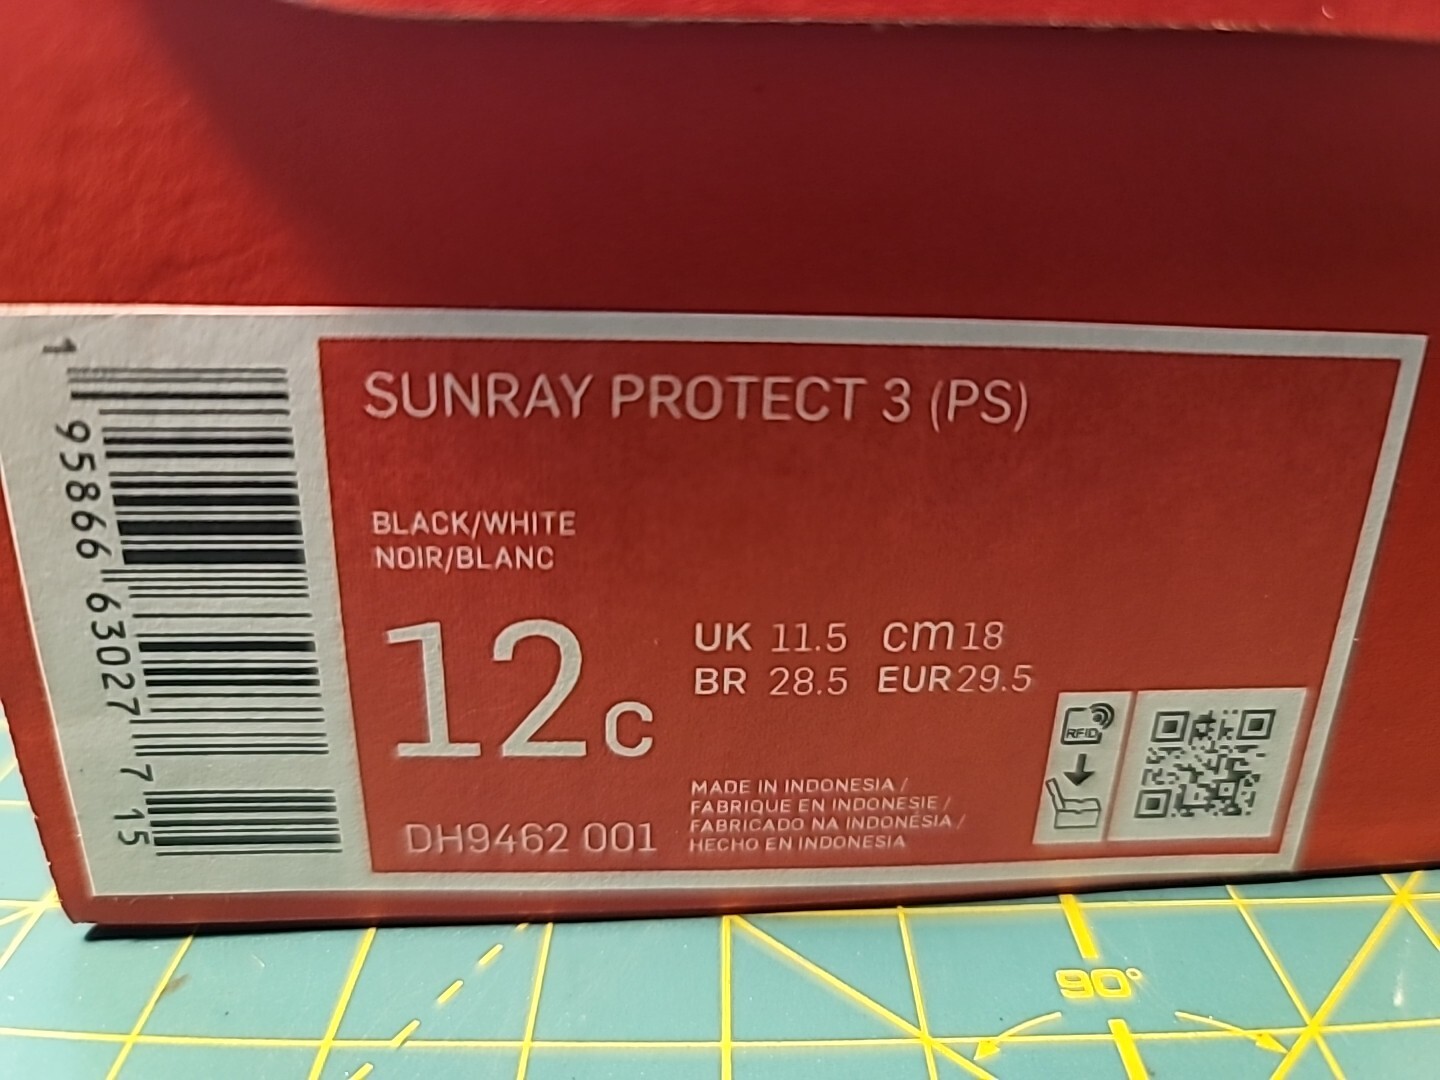 SUNRAY PROTECT 3 (PS)
BLACK/WHITE
NOIR/BLANC
12c
UK 11.5 cm 18
BR 28.5 EUR 29.5
DH9462 001
MADE IN INDONESIA /
FABRIQUE EN INDONESIE /
FABRICADO NA INDONÉSIA /
HECHO EN INDONESIA
RFID
1 95866 63027 7 15
90°